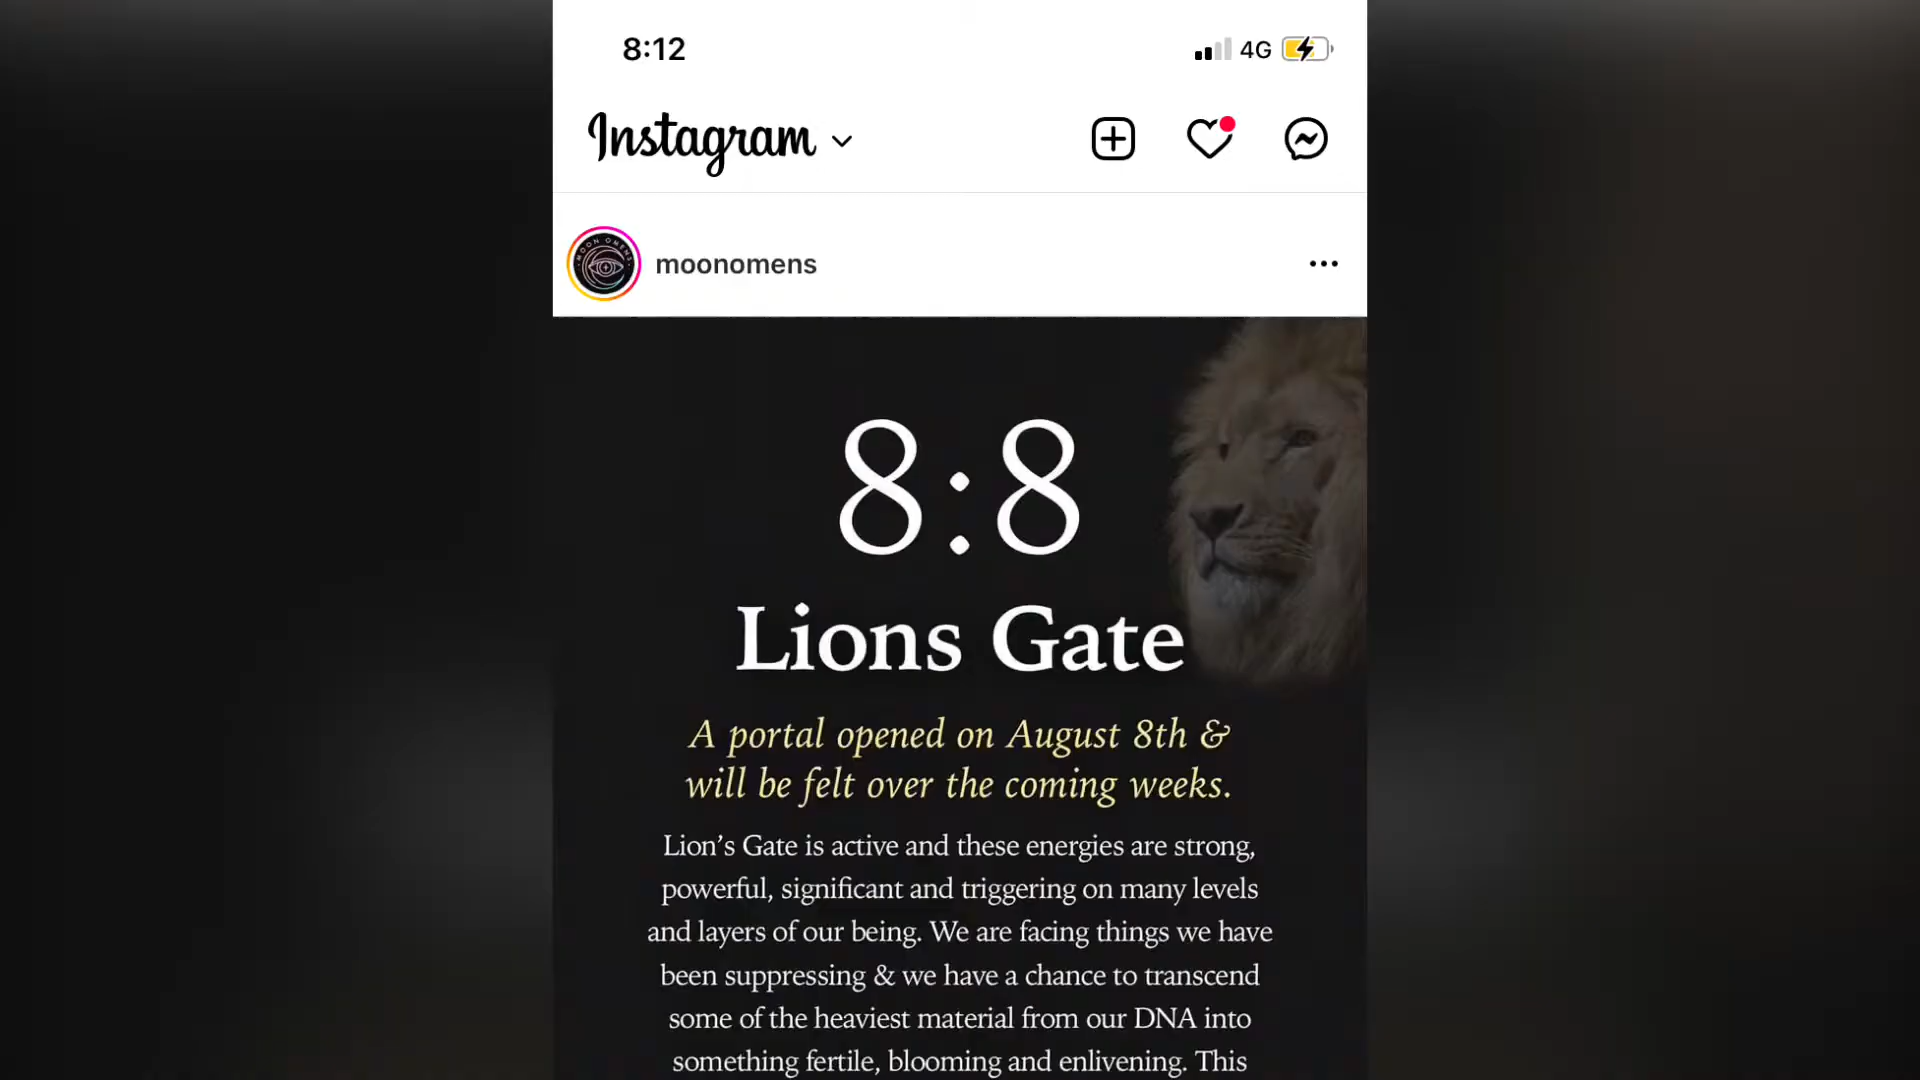 8:12
4G
Instagram
MOON OMENS
moonomens
8:8
Lions Gate
A portal opened on August 8th &
will be felt over the coming weeks.
Lion’s Gate is active and these energies are strong,
powerful, significant and triggering on many levels
and layers of our being. We are facing things we have
been suppressing & we have a chance to transcend
some of the heaviest material from our DNA into
something fertile, blooming and enlivening. This